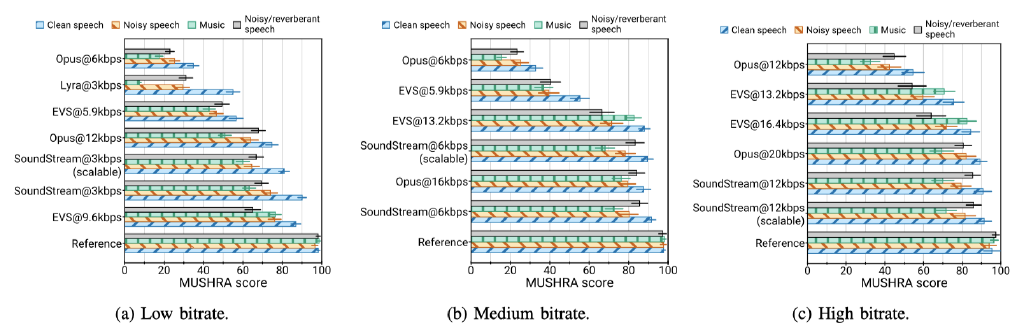 Clean speech Noisy speech Music Noisy/reverberant speech
Opus@6kbps
Lyra@3kbps
EVS@5.9kbps
Opus@12kbps
SoundStream@3kbps
(scalable)
SoundStream@3kbps
EVS@9.6kbps
Reference
0 20 40 60 80 100
MUSHRA score
(a) Low bitrate.
Clean speech Noisy speech Music Noisy/reverberant speech
Opus@6kbps
EVS@5.9kbps
EVS@13.2kbps
SoundStream@6kbps
(scalable)
Opus@16kbps
SoundStream@6kbps
Reference
0 20 40 60 80 100
MUSHRA score
(b) Medium bitrate.
Clean speech Noisy speech Music Noisy/reverberant speech
Opus@12kbps
EVS@13.2kbps
EVS@16.4kbps
Opus@20kbps
SoundStream@12kbps
SoundStream@12kbps
(scalable)
Reference
0 20 40 60 80 100
MUSHRA score
(c) High bitrate.